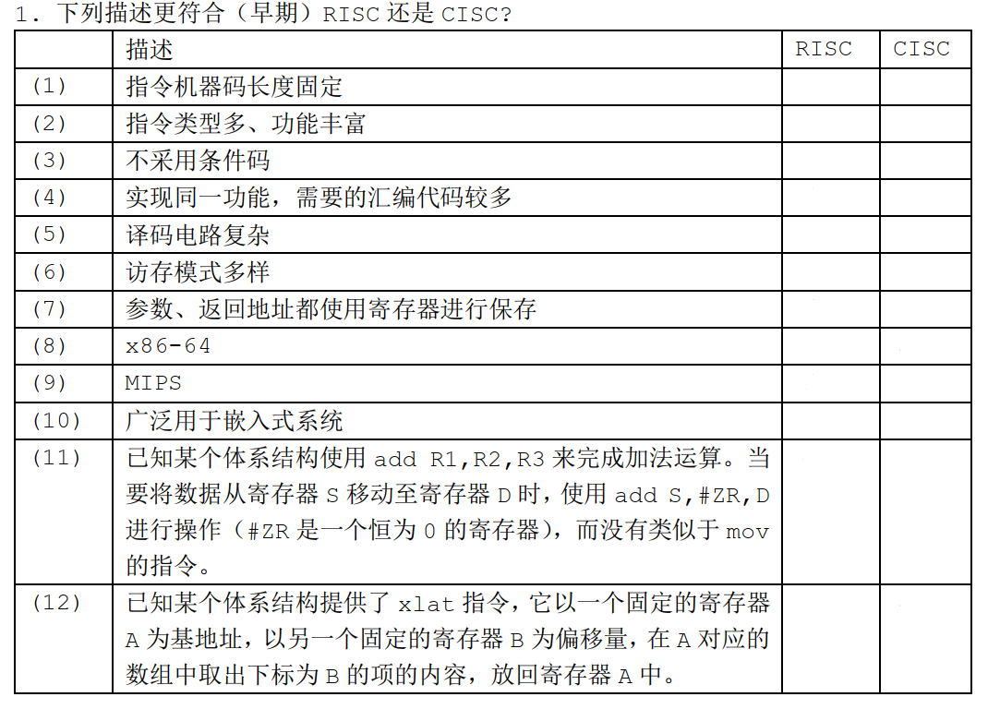 1. 下列描述更符合（早期）RISC 还是 CISC?
描述 RISC CISC
(1) 指令机器码长度固定
(2) 指令类型多、功能丰富
(3) 不采用条件码
(4) 实现同一功能，需要的汇编代码较多
(5) 译码电路复杂
(6) 访存模式多样
(7) 参数、返回地址都使用寄存器进行保存
(8) x86-64
(9) MIPS
(10) 广泛用于嵌入式系统
(11) 已知某个体系结构使用 add R1,R2,R3 来完成加法运算。当
要将数据从寄存器 S 移动至寄存器 D 时，使用 add S,#ZR,D
进行操作（#ZR 是一个恒为 0 的寄存器），而没有类似于 mov
的指令。
(12) 已知某个体系结构提供了 xlat 指令，它以一个固定的寄存器
A 为基地址，以另一个固定的寄存器 B 为偏移量，在 A 对应的
数组中取出下标为 B 的项的内容，放回寄存器 A 中。